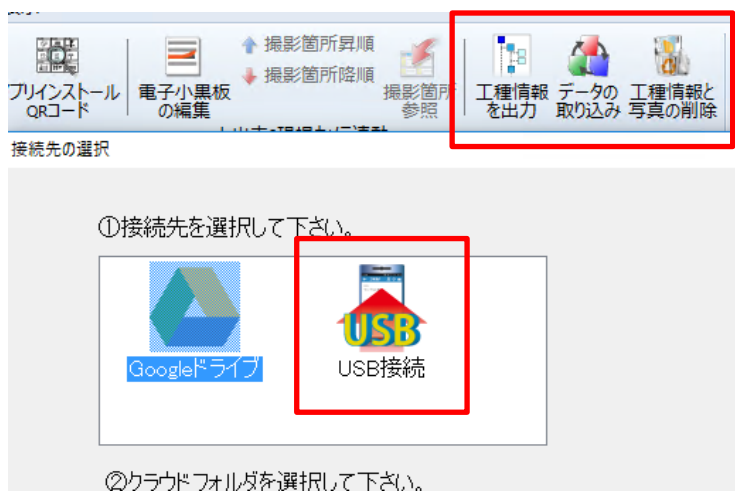 プリインストール
QRコード
電子小黒板
の編集
撮影箇所昇順
撮影箇所降順
撮影箇所
参照
工種情報
を出力
データの
取り込み
工種情報と
写真の削除
接続先の選択
①接続先を選択して下さい。
Googleドライブ
USB
USB接続
②クラウドフォルダを選択して下さい。